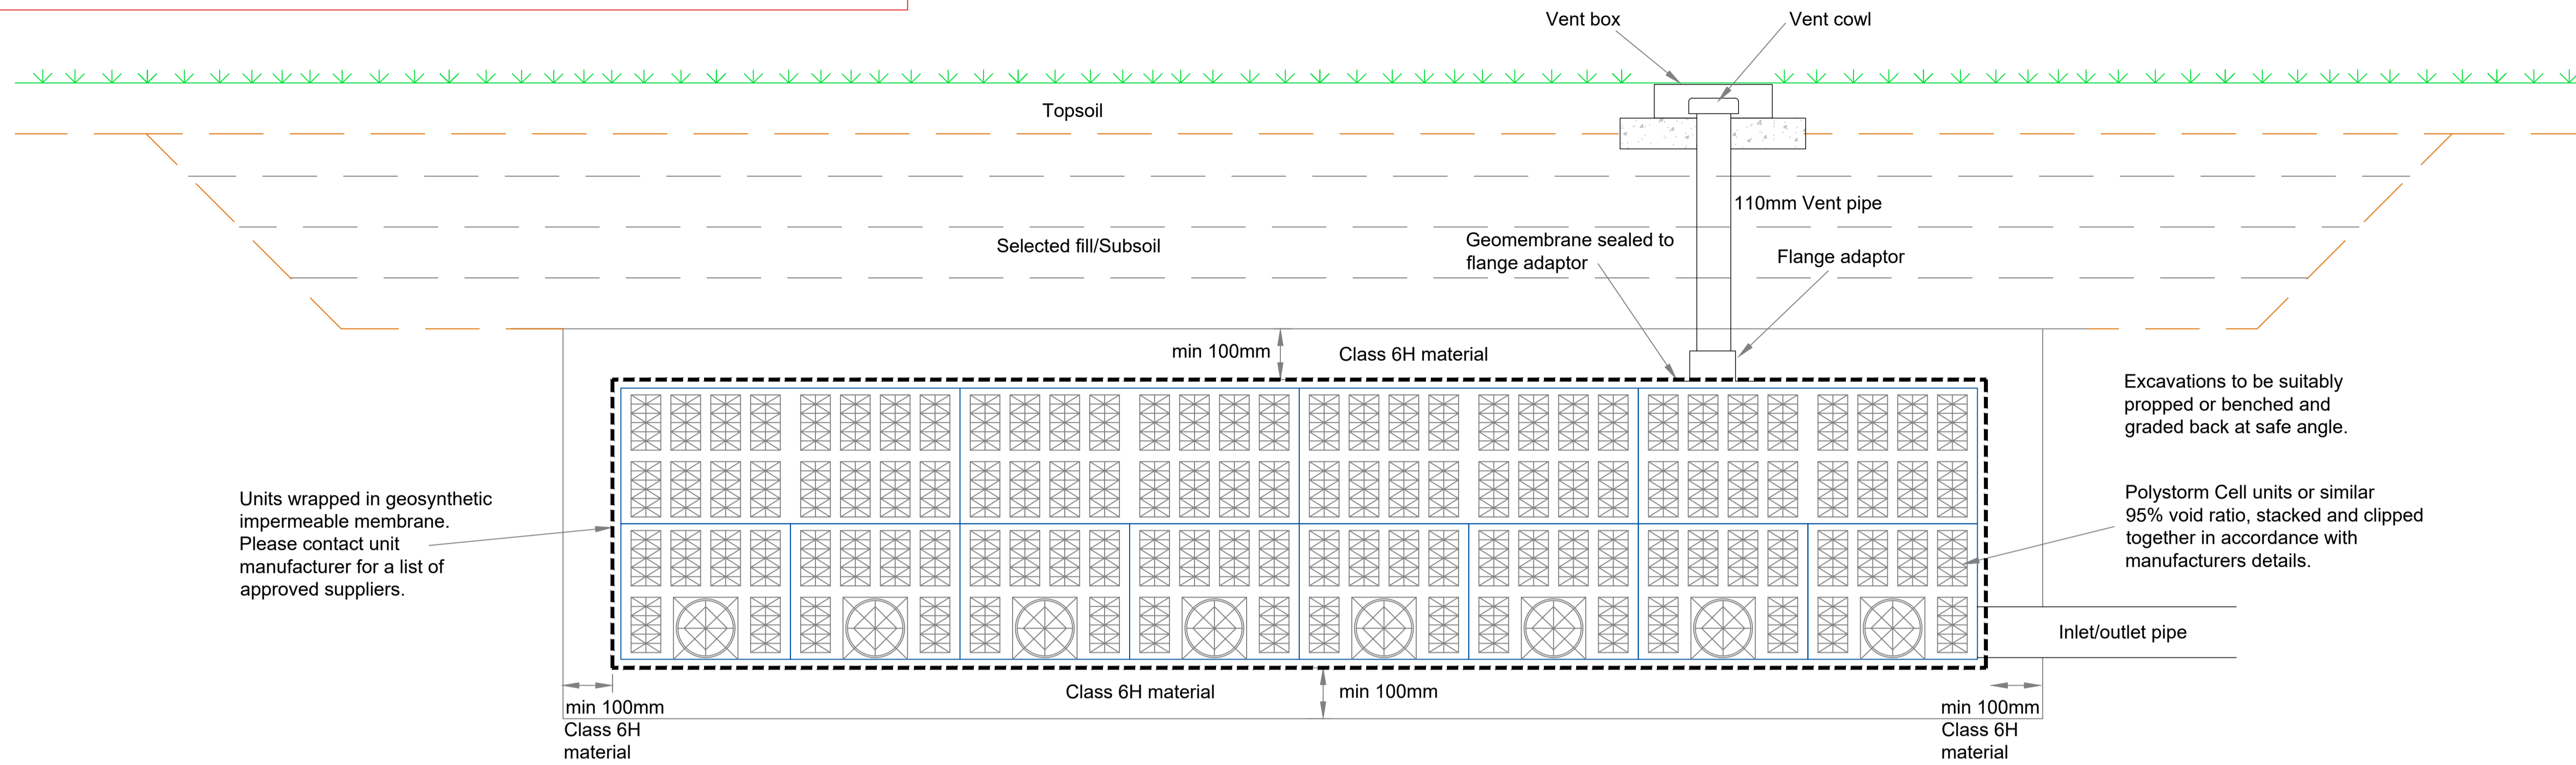 Vent box
Vent cowl
Topsoil
110mm Vent pipe
Geomembrane sealed to
flange adaptor
Selected fill/Subsoil
Flange adaptor
min 100mm
Class 6H material
Excavations to be suitably
propped or benched and
graded back at safe angle.
Units wrapped in geosynthetic
impermeable membrane.
Please contact unit
manufacturer for a list of
approved suppliers.
Polystorm Cell units or similar
95% void ratio, stacked and clipped
together in accordance with
manufacturers details.
Inlet/outlet pipe
Class 6H material
min 100mm
min 100mm
Class 6H
material
min 100mm
Class 6H
material